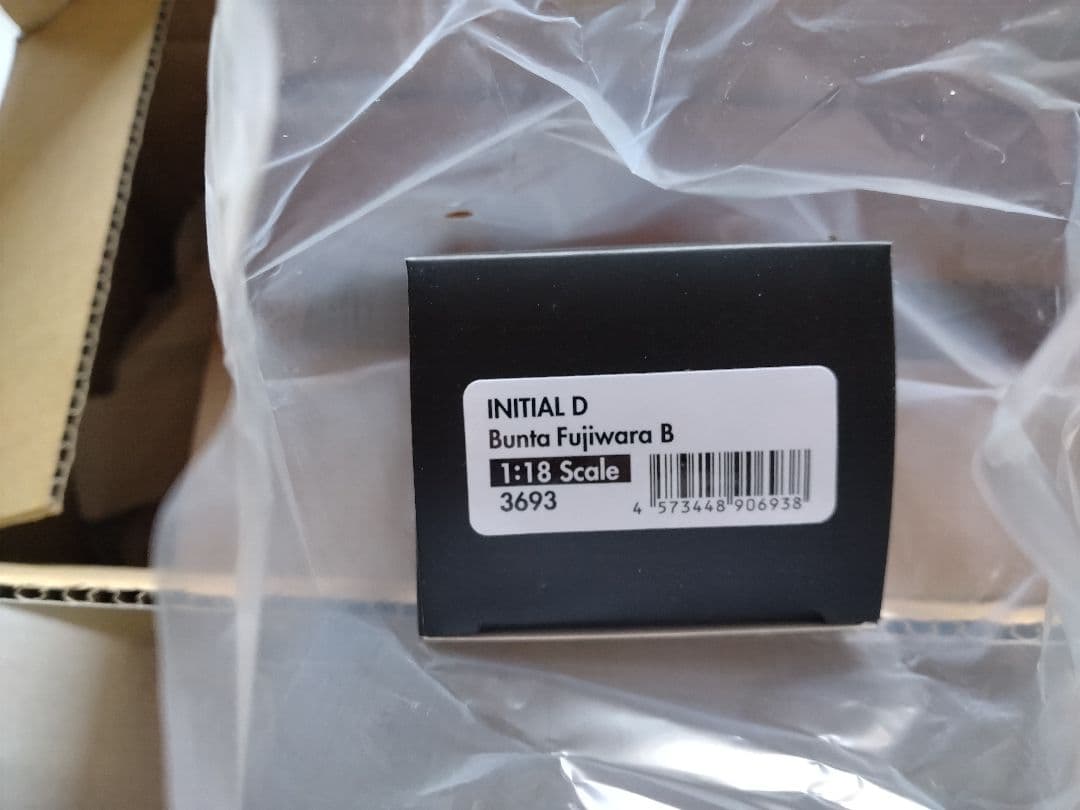 INITIAL D
Bunta Fujiwara B
1:18 Scale
3693
4 573448 906938